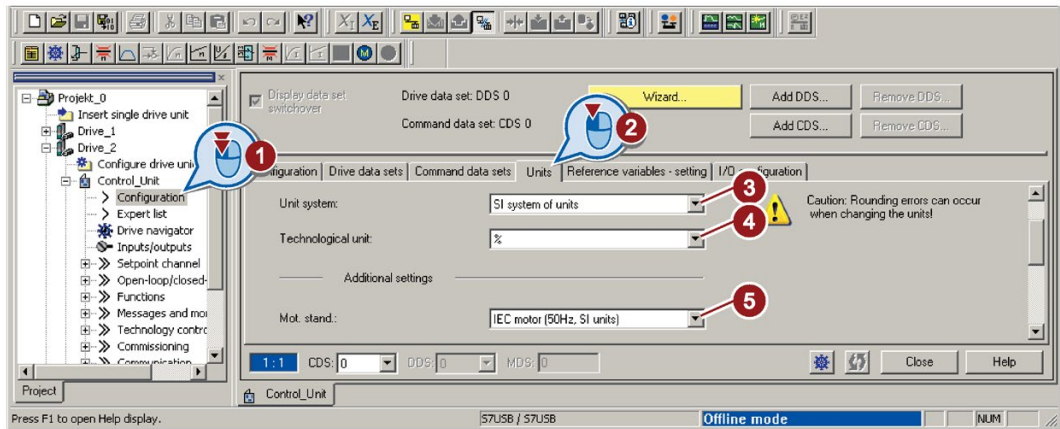 Projekt_0
Insert single drive unit
Drive_1
Drive_2
Configure drive uni
Control_Unit
Configuration
Expert list
Drive navigator
Inputs/outputs
Setpoint channel
Open-loop/closed-
Functions
Messages and mo
Technology contro
Commissioning
Communication
Project
1
Display data set switchover
Drive data set: DDS 0
Command data set: CDS 0
Wizard...
Add DDS...
Remove DDS...
Add CDS...
Remove CDS...
2
figuration
Drive data sets
Command data sets
Units
Reference variables - setting
I/O configuration
Unit system:
SI system of units
3
Caution: Rounding errors can occur
when changing the units!
Technological unit:
%
4
Additional settings
Mot. stand.:
IEC motor (50Hz, SI units)
5
1:1
CDS: 0
DDS: 0
MDS: 0
Close
Help
Control_Unit
Press F1 to open Help display.
S7USB / S7USB
Offline mode
NUM